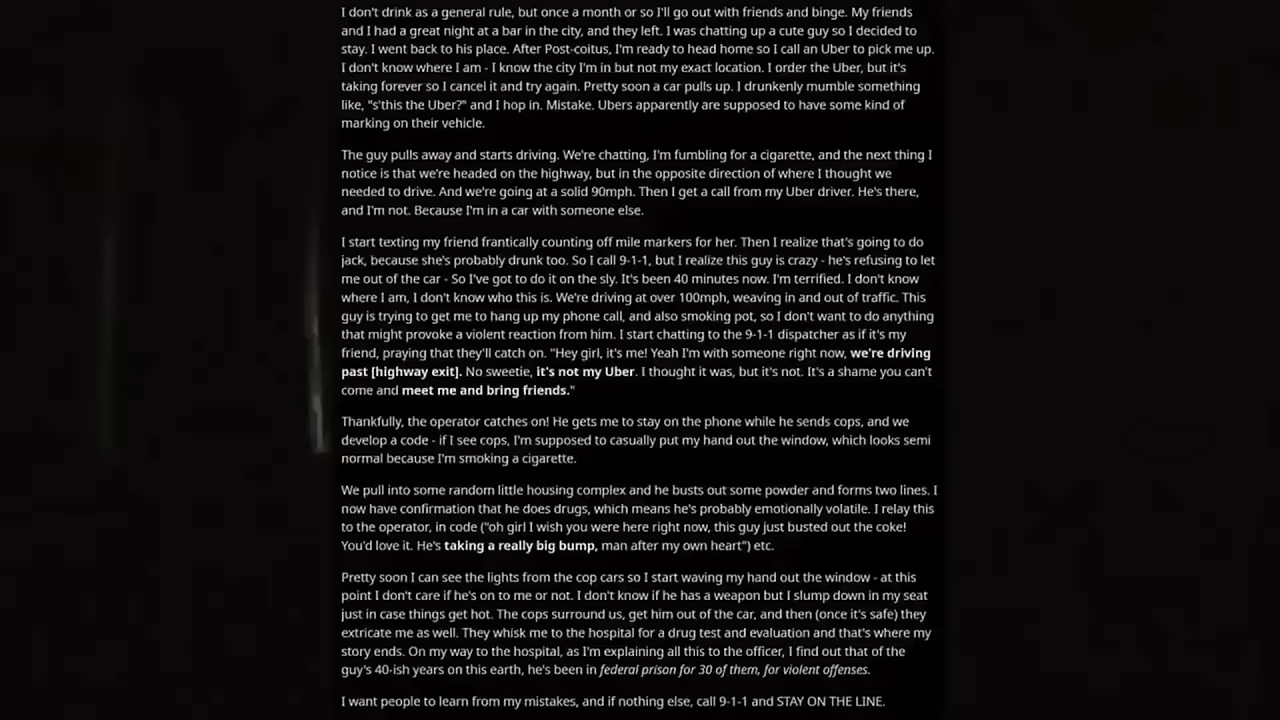 I don't drink as a general rule, but once a month or so I'll go out with friends and binge. My friends
and I had a great night at a bar in the city, and they left. I was chatting up a cute guy so I decided to
stay. I went back to his place. After Post-coitus, I'm ready to head home so I call an Uber to pick me up.
I don't know where I am - I know the city I'm in but not my exact location. I order the Uber, but it's
taking forever so I cancel it and try again. Pretty soon a car pulls up. I drunkenly mumble something
like, "s'this the Uber?" and I hop in. Mistake. Ubers apparently are supposed to have some kind of
marking on their vehicle.
The guy pulls away and starts driving. We're chatting, I'm fumbling for a cigarette, and the next thing I
notice is that we're headed on the highway, but in the opposite direction of where I thought we
needed to drive. And we're going at a solid 90mph. Then I get a call from my Uber driver. He's there,
and I'm not. Because I'm in a car with someone else.
I start texting my friend frantically counting off mile markers for her. Then I realize that's going to do
jack, because she's probably drunk too. So I call 9-1-1, but I realize this guy is crazy - he's refusing to let
me out of the car - So I've got to do it on the sly. It's been 40 minutes now. I'm terrified. I don't know
where I am, I don't know who this is. We're driving at over 100mph, weaving in and out of traffic. This
guy is trying to get me to hang up my phone call, and also smoking pot, so I don't want to do anything
that might provoke a violent reaction from him. I start chatting to the 9-1-1 dispatcher as if it's my
friend, praying that they'll catch on. "Hey girl, it's me! Yeah I'm with someone right now, we're driving
past [highway exit]. No sweetie, it's not my Uber. I thought it was, but it's not. It's a shame you can't
come and meet me and bring friends."
Thankfully, the operator catches on! He gets me to stay on the phone while he sends cops, and we
develop a code - if I see cops, I'm supposed to casually put my hand out the window, which looks semi
normal because I'm smoking a cigarette.
We pull into some random little housing complex and he busts out some powder and forms two lines. I
now have confirmation that he does drugs, which means he's probably emotionally volatile. I relay this
to the operator, in code ("oh girl I wish you were here right now, this guy just busted out the coke!
You'd love it. He's taking a really big bump, man after my own heart") etc.
Pretty soon I can see the lights from the cop cars so I start waving my hand out the window - at this
point I don't care if he's on to me or not. I don't know if he has a weapon but I slump down in my seat
just in case things get hot. The cops surround us, get him out of the car, and then (once it's safe) they
extricate me as well. They whisk me to the hospital for a drug test and evaluation and that's where my
story ends. On my way to the hospital, as I'm explaining all this to the officer, I find out that of the
guy's 40-ish years on this earth, he's been in federal prison for 30 of them, for violent offenses.
I want people to learn from my mistakes, and if nothing else, call 9-1-1 and STAY ON THE LINE.